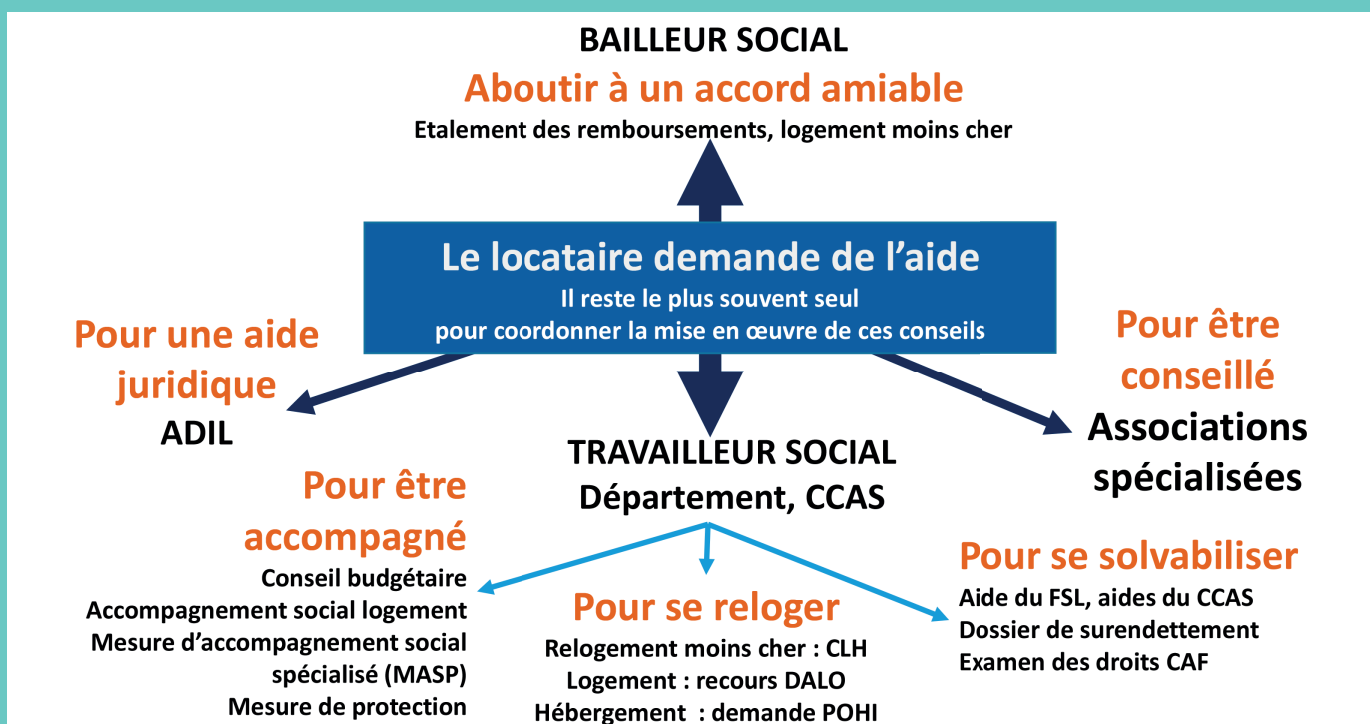 BAILLEUR SOCIAL
Aboutir à un accord amiable
Etalement des remboursements, logement moins cher
Le locataire demande de l'aide
Il reste le plus souvent seul
pour coordonner la mise en œuvre de ces conseils
Pour une aide
juridique
ADIL
Pour être
conseillé
Associations
spécialisées
TRAVAILLEUR SOCIAL
Département, CCAS
Pour être
accompagné
Conseil budgétaire
Accompagnement social logement
Mesure d'accompagnement social
spécialisé (MASP)
Mesure de protection
Pour se reloger
Relogement moins cher : CLH
Logement : recours DALO
Hébergement : demande POHI
Pour se solvabiliser
Aide du FSL, aides du CCAS
Dossier de surendettement
Examen des droits CAF